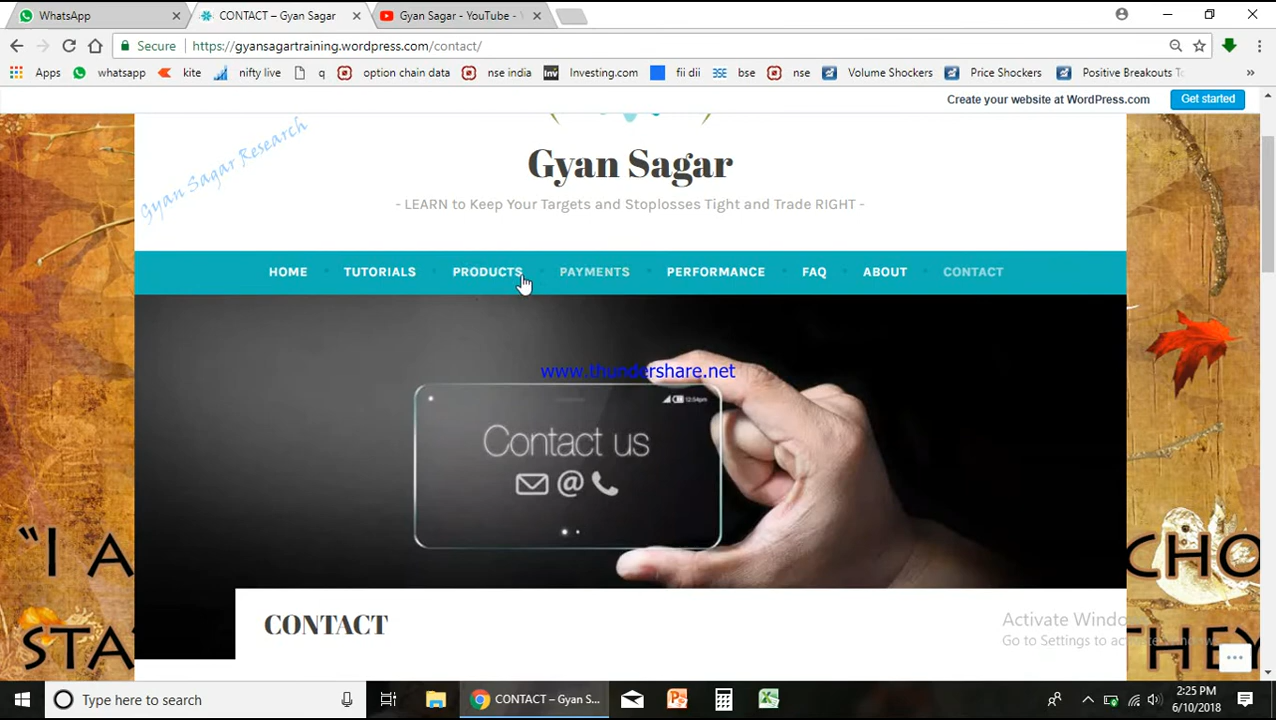 WhatsApp
CONTACT – Gyan Sagar
Gyan Sagar - YouTube -
Secure
https://gyansagartraining.wordpress.com/contact/
Apps
whatsapp
kite
nifty live
q
option chain data
nse india
Inv
Investing.com
fii dii
BSE
bse
nse
Volume Shockers
Price Shockers
Positive Breakouts
»
Create your website at WordPress.com
Get started
Gyan Sagar Research
Gyan Sagar
- LEARN to Keep Your Targets and Stoplosses Tight and Trade RIGHT -
HOME
TUTORIALS
PRODUCTS
PAYMENTS
PERFORMANCE
FAQ
ABOUT
CONTACT
www.thundershare.net
12:34pm
Contact us
@
"I A
CHO
CONTACT
STA
THEY
Activate Windo
Go to Settings to activate Windows.
Type here to search
CONTACT – Gyan S...
2:25 PM
6/10/2018